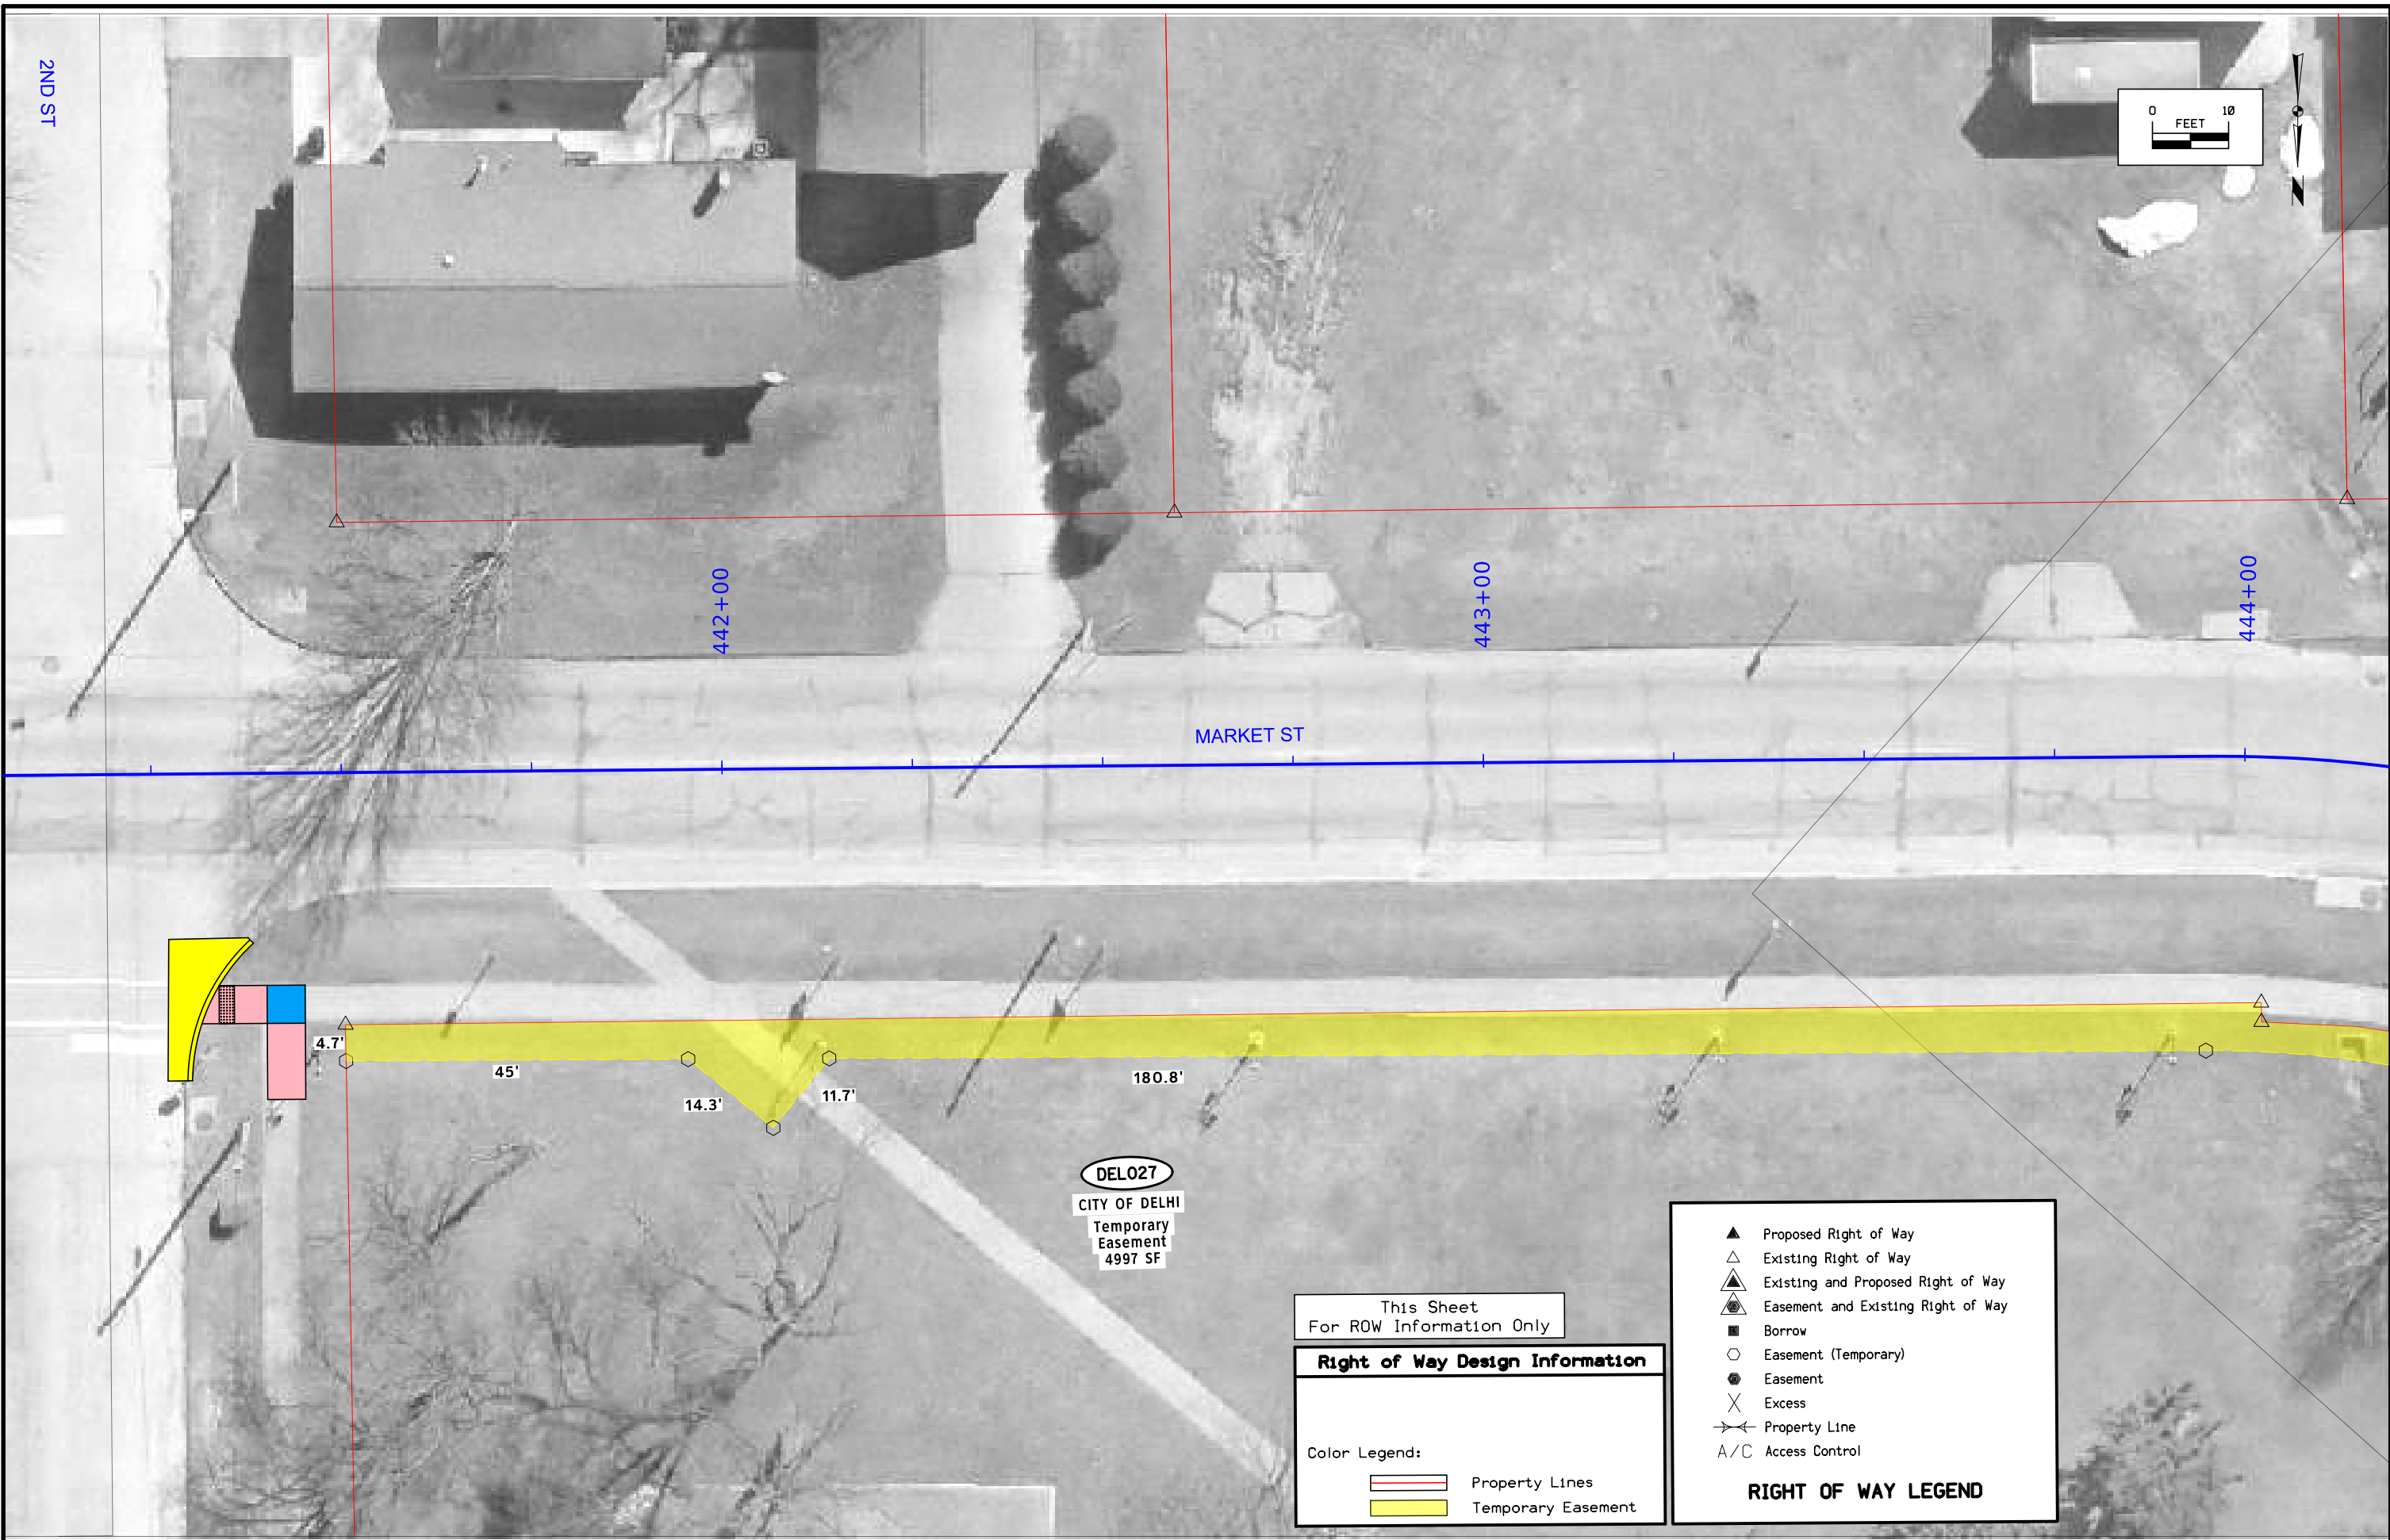 2ND ST
0 10
FEET
N
442+00
443+00
444+00
MARKET ST
4.7'
45'
14.3'
11.7'
180.8'
DEL027
CITY OF DELHI
Temporary
Easement
4997 SF
This Sheet
For ROW Information Only
Right of Way Design Information
Color Legend:
Property Lines
Temporary Easement
Proposed Right of Way
Existing Right of Way
Existing and Proposed Right of Way
Easement and Existing Right of Way
Borrow
Easement (Temporary)
Easement
Excess
Property Line
A/C Access Control
RIGHT OF WAY LEGEND